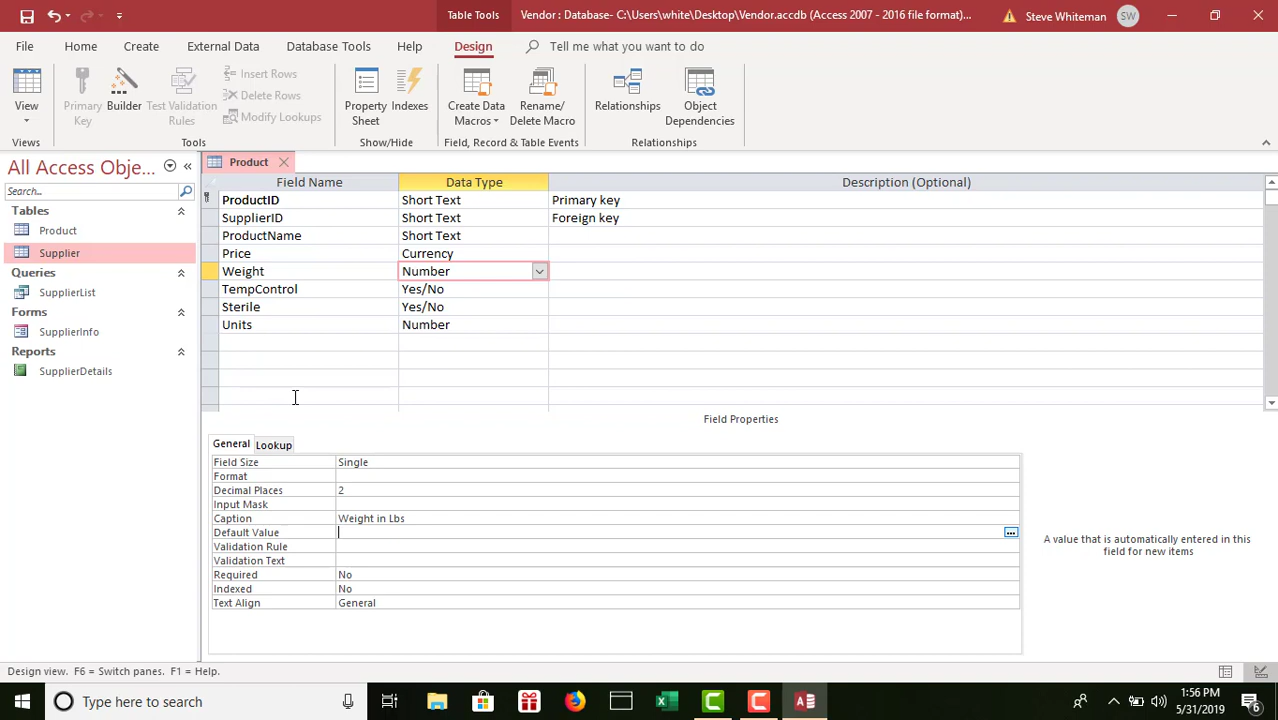 Table Tools
Vendor : Database- C:\Users\white\Desktop\Vendor.accdb (Access 2007 - 2016 file format)...
Steve Whiteman
SW
File
Home
Create
External Data
Database Tools
Help
Design
Tell me what you want to do
View
Primary Key
Builder
Test Validation Rules
Insert Rows
Delete Rows
Modify Lookups
Property Sheet
Indexes
Create Data Macros
Rename/ Delete Macro
Relationships
Object Dependencies
Views
Tools
Show/Hide
Field, Record & Table Events
Relationships
All Access Obje...
Search...
Tables
Product
Supplier
Queries
SupplierList
Forms
SupplierInfo
Reports
SupplierDetails
Product
Field Name Data Type Description (Optional)
ProductID Short Text Primary key
SupplierID Short Text Foreign key
ProductName Short Text
Price Currency
Weight Number
TempControl Yes/No
Sterile Yes/No
Units Number
Field Properties
General Lookup
Field Size Single
Format
Decimal Places 2
Input Mask
Caption Weight in Lbs
Default Value
Validation Rule
Validation Text
Required No
Indexed No
Text Align General
A value that is automatically entered in this
field for new items
Design view. F6 = Switch panes. F1 = Help.
Type here to search
1:56 PM
5/31/2019
6